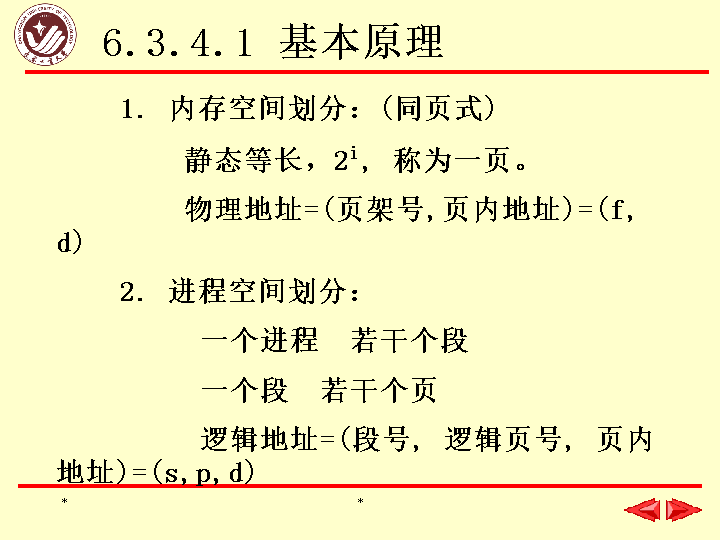 6.3.4.1 基本原理
1. 内存空间划分：(同页式)
静态等长，2ⁱ, 称为一页。
物理地址=(页架号,页内地址)=(f,
d)
2. 进程空间划分：
一个进程 若干个段
一个段 若干个页
逻辑地址=(段号, 逻辑页号, 页内
地址)=(s,p,d)
* *